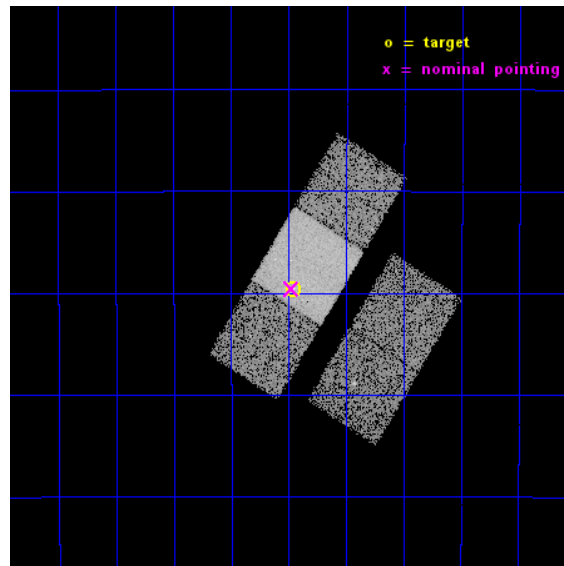 o = target
x = nominal pointing